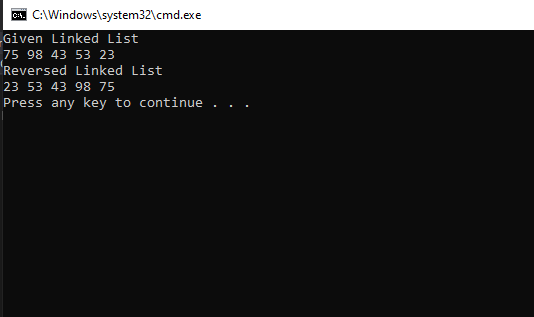 C:\Windows\system32\cmd.exe
Given Linked List
75 98 43 53 23
Reversed Linked List
23 53 43 98 75
Press any key to continue . . .